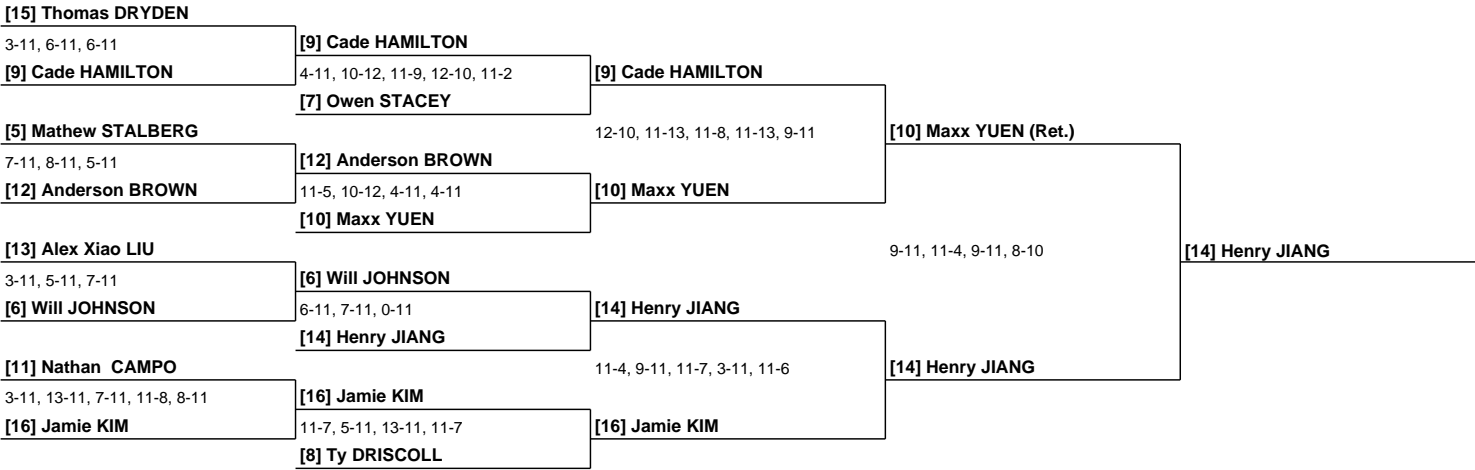 [15] Thomas DRYDEN
3-11, 6-11, 6-11
[9] Cade HAMILTON
[9] Cade HAMILTON
4-11, 10-12, 11-9, 12-10, 11-2
[7] Owen STACEY
[9] Cade HAMILTON
[5] Mathew STALBERG
7-11, 8-11, 5-11
[12] Anderson BROWN
[12] Anderson BROWN
11-5, 10-12, 4-11, 4-11
[10] Maxx YUEN
[10] Maxx YUEN
12-10, 11-13, 11-8, 11-13, 9-11
[10] Maxx YUEN (Ret.)
[13] Alex Xiao LIU
3-11, 5-11, 7-11
[6] Will JOHNSON
[6] Will JOHNSON
6-11, 7-11, 0-11
[14] Henry JIANG
[14] Henry JIANG
[11] Nathan  CAMPO
3-11, 13-11, 7-11, 11-8, 8-11
[16] Jamie KIM
[16] Jamie KIM
11-7, 5-11, 13-11, 11-7
[8] Ty DRISCOLL
[16] Jamie KIM
11-4, 9-11, 11-7, 3-11, 11-6
[14] Henry JIANG
9-11, 11-4, 9-11, 8-10
[14] Henry JIANG